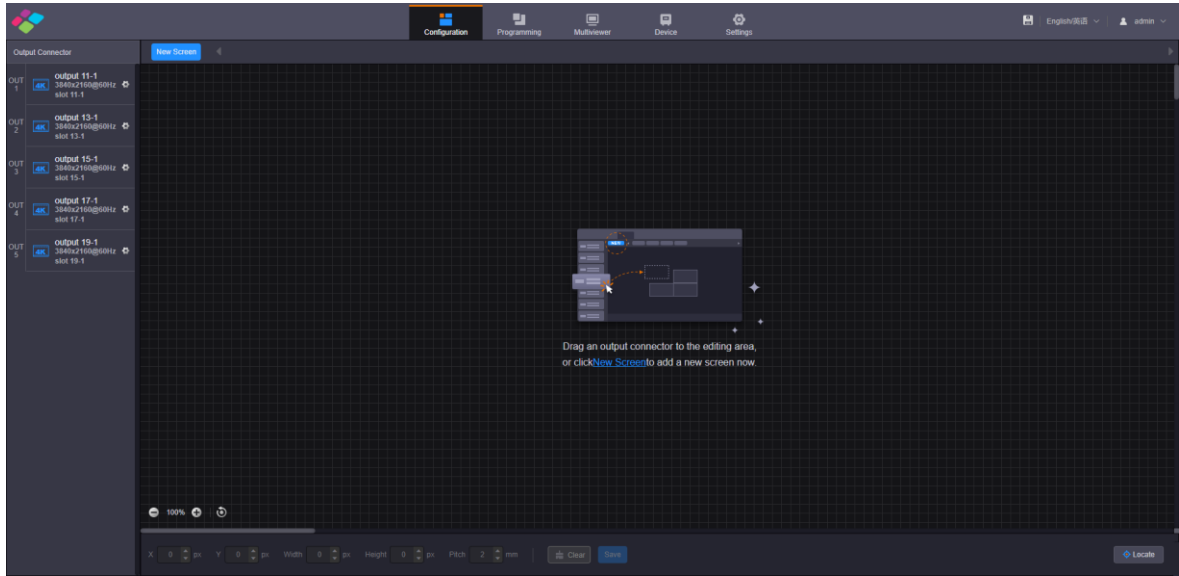 Configuration
Programming
Multiviewer
Device
Settings
English/英语
admin
Output Connector
New Screen
OUT 1
4K
output 11-1
3840x2160@60Hz
slot 11-1
OUT 2
4K
output 13-1
3840x2160@60Hz
slot 13-1
OUT 3
4K
output 15-1
3840x2160@60Hz
slot 15-1
OUT 4
4K
output 17-1
3840x2160@60Hz
slot 17-1
OUT 5
4K
output 19-1
3840x2160@60Hz
slot 19-1
Drag an output connector to the editing area,
or clickNew Screento add a new screen now.
100%
X 0 px Y 0 px Width 0 px Height 0 px Pitch 2 mm Clear Save Locate